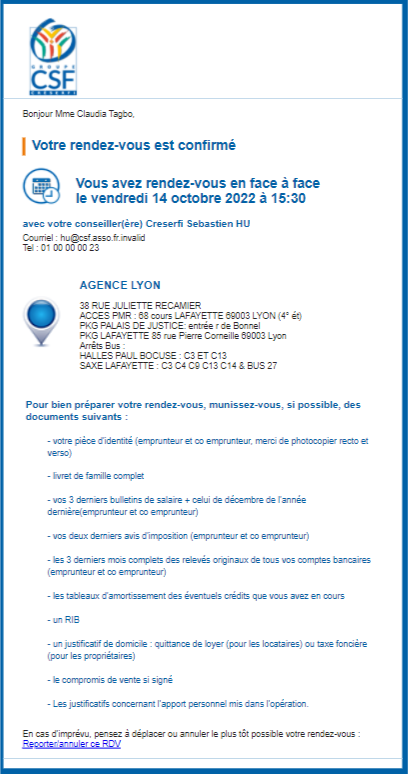 GROUPE
CSF
CRESERFI
Bonjour Mme Claudia Tagbo,
Votre rendez-vous est confirmé
Vous avez rendez-vous en face à face
le vendredi 14 octobre 2022 à 15:30
avec votre conseiller(ère) Creserfi Sebastien HU
Courriel : hu@csf.asso.fr.invalid
Tel : 01 00 00 00 23
AGENCE LYON
38 RUE JULIETTE RECAMIER
ACCES PMR : 68 cours LAFAYETTE 69003 LYON (4° ét)
PKG PALAIS DE JUSTICE: entrée r de Bonnel
PKG LAFAYETTE 85 rue Pierre Corneille 69003 Lyon
Arrêts Bus :
HALLES PAUL BOCUSE : C3 ET C13
SAXE LAFAYETTE : C3 C4 C9 C13 C14 & BUS 27
Pour bien préparer votre rendez-vous, munissez-vous, si possible, des
documents suivants :
- votre pièce d'identité (emprunteur et co emprunteur, merci de photocopier recto et
verso)
- livret de famille complet
- vos 3 derniers bulletins de salaire + celui de décembre de l'année
dernière(emprunteur et co emprunteur)
- vos deux derniers avis d'imposition (emprunteur et co emprunteur)
- les 3 derniers mois complets des relevés originaux de tous vos comptes bancaires
(emprunteur et co emprunteur)
- les tableaux d'amortissement des éventuels crédits que vous avez en cours
- un RIB
- un justificatif de domicile : quittance de loyer (pour les locataires) ou taxe foncière
(pour les propriétaires)
- le compromis de vente si signé
- Les justificatifs concernant l'apport personnel mis dans l'opération.
En cas d'imprévu, pensez à déplacer ou annuler le plus tôt possible votre rendez-vous :
Reporter/annuler ce RDV